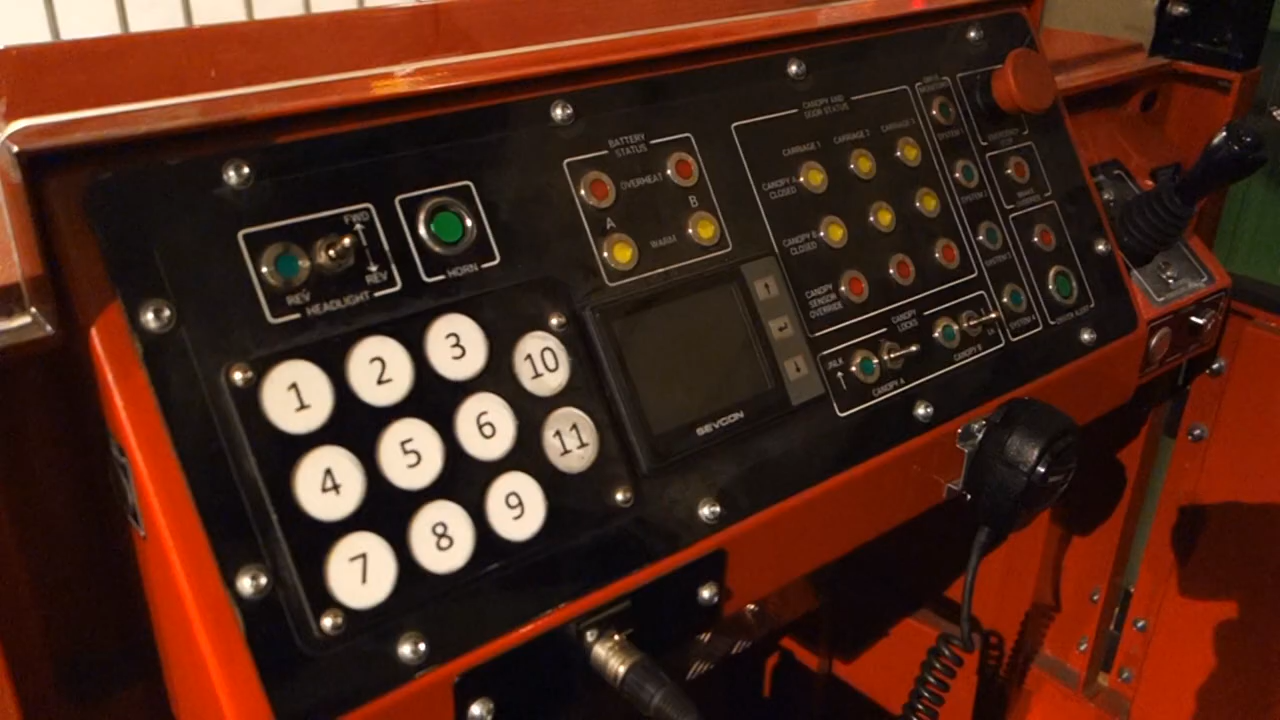 FWD
REV
REV
HEADLIGHT
HORN
BATTERY
STATUS
OVERHEAT
A
B
WARM
CANOPY AND
DOOR STATUS
CARRIAGE 1
CARRIAGE 2
CARRIAGE 3
CANOPY A
CLOSED
CANOPY B
CLOSED
CANOPY
SENSOR
OVERRIDE
SYSTEM 1
SYSTEM 2
SYSTEM 3
SYSTEM 4
EMERGENCY
STOP
CANOPY
LOCKS
CANOPY A
CANOPY B
SEVCON
1
2
3
10
4
5
6
11
7
8
9